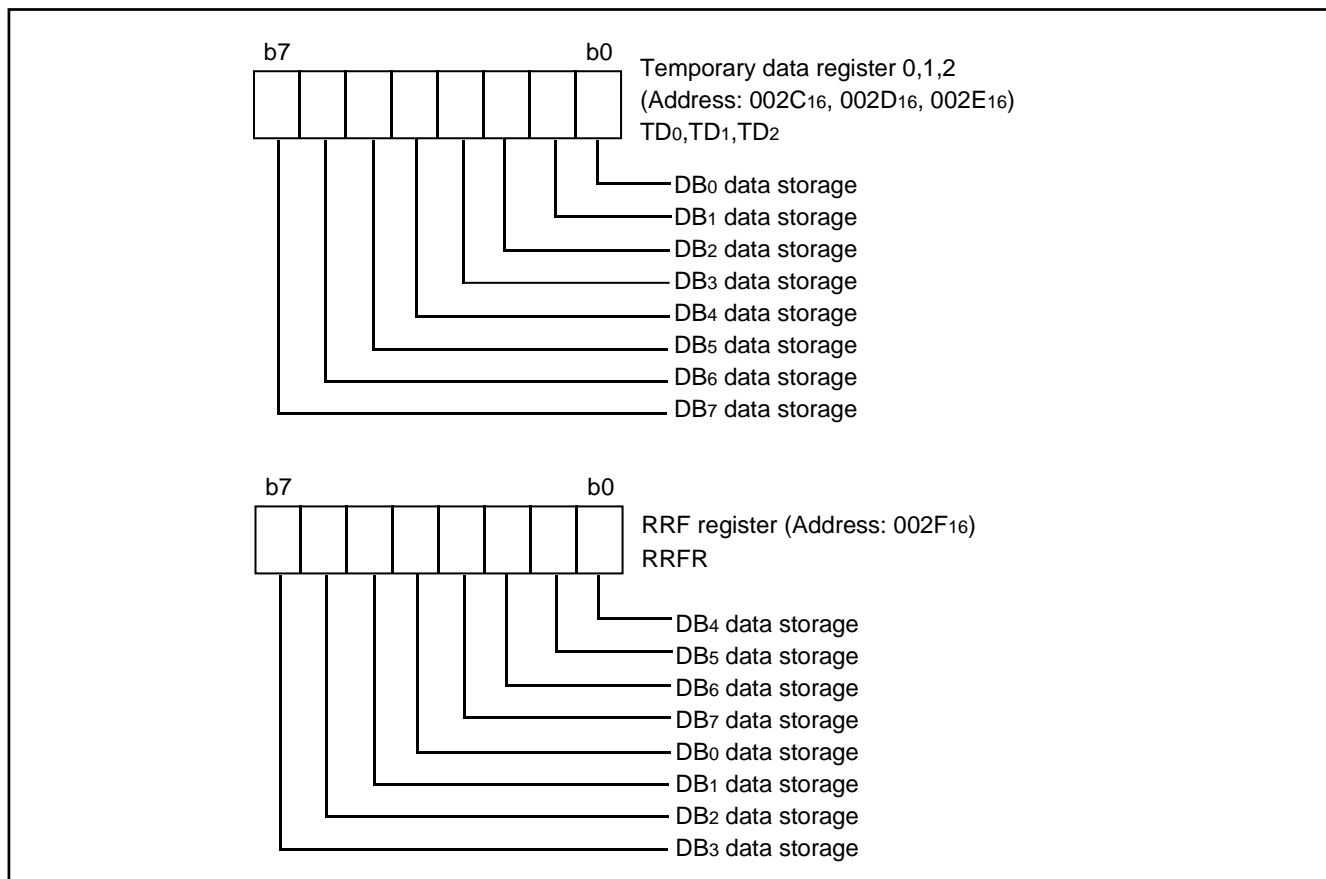 b7 b0
Temporary data register 0,1,2
(Address: 002C16, 002D16, 002E16)
TD0,TD1,TD2
DB0 data storage
DB1 data storage
DB2 data storage
DB3 data storage
DB4 data storage
DB5 data storage
DB6 data storage
DB7 data storage
b7 b0
RRF register (Address: 002F16)
RRFR
DB4 data storage
DB5 data storage
DB6 data storage
DB7 data storage
DB0 data storage
DB1 data storage
DB2 data storage
DB3 data storage